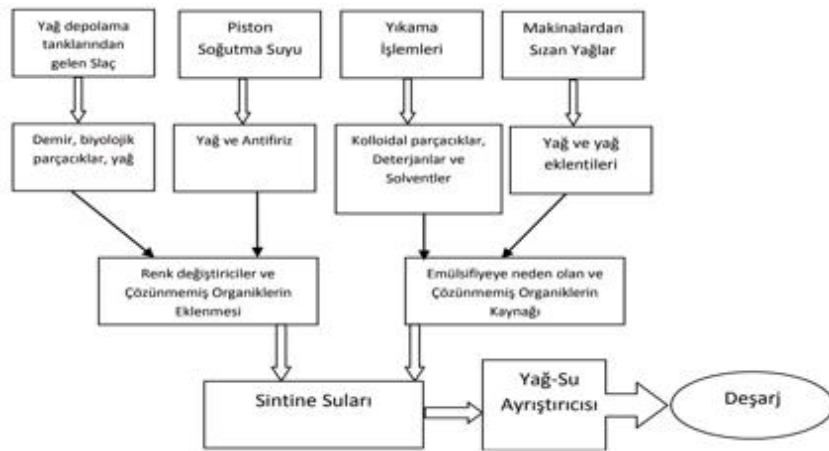 Yağ depolama
tanklarından
gelen Slaç
Piston
Soğutma Suyu
Yıkama
İşlemleri
Makinalardan
Sızan Yağlar
Demir, biyolojik
parçacıklar, yağ
Yağ ve Antifiriz
Kolloidal parçacıklar,
Deterjanlar ve
Solventler
Yağ ve yağ
eklentileri
Renk değiştiriciler ve
Çözünmemiş Organiklerin
Eklenmesi
Emülsifiyeye neden olan ve
Çözünmemiş Organiklerin
Kaynağı
Sintine Suları
Yağ-Su
Ayrıştırıcısı
Deşarj